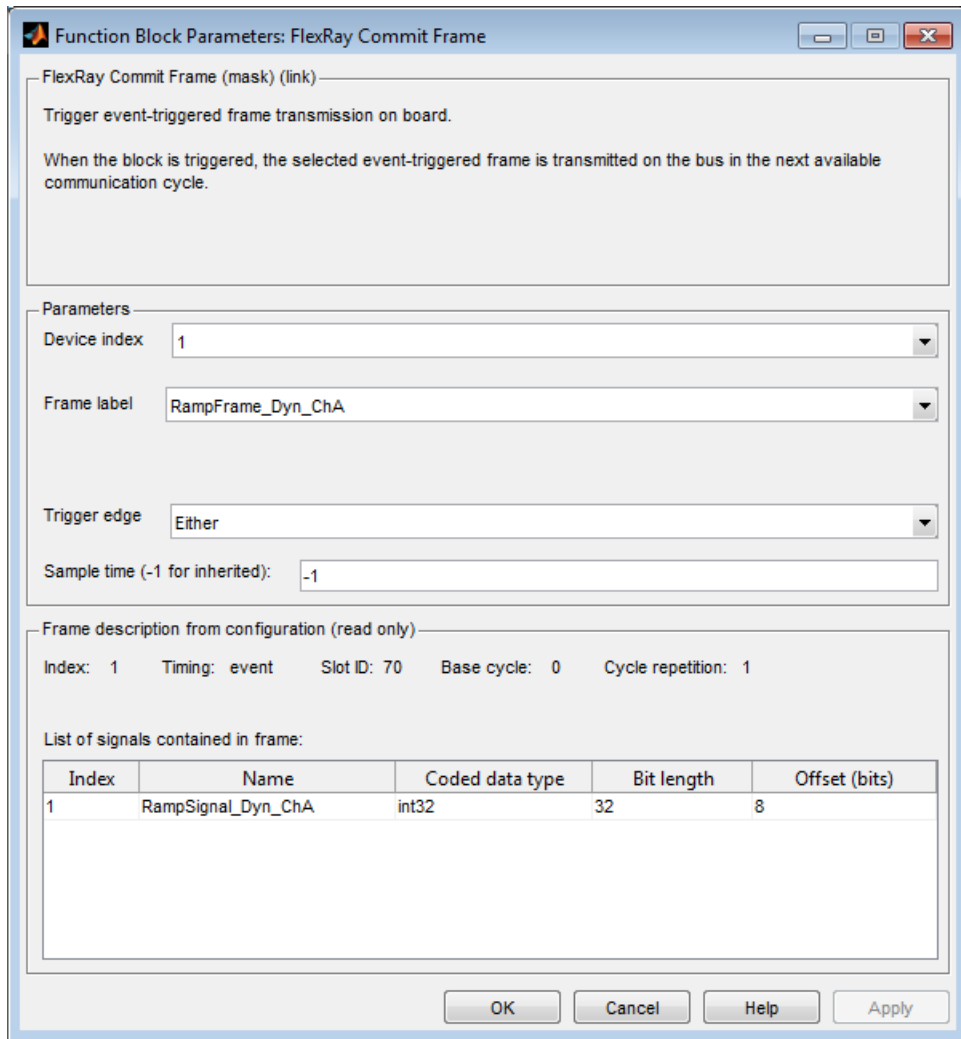 Function Block Parameters: FlexRay Commit Frame
FlexRay Commit Frame (mask) (link)
Trigger event-triggered frame transmission on board.
When the block is triggered, the selected event-triggered frame is transmitted on the bus in the next available
communication cycle.
Parameters
Device index 1
Frame label RampFrame_Dyn_ChA
Trigger edge Either
Sample time (-1 for inherited): -1
Frame description from configuration (read only)
Index: 1 Timing: event Slot ID: 70 Base cycle: 0 Cycle repetition: 1
List of signals contained in frame:
Index Name Coded data type Bit length Offset (bits)
1 RampSignal_Dyn_ChA int32 32 8
OK Cancel Help Apply